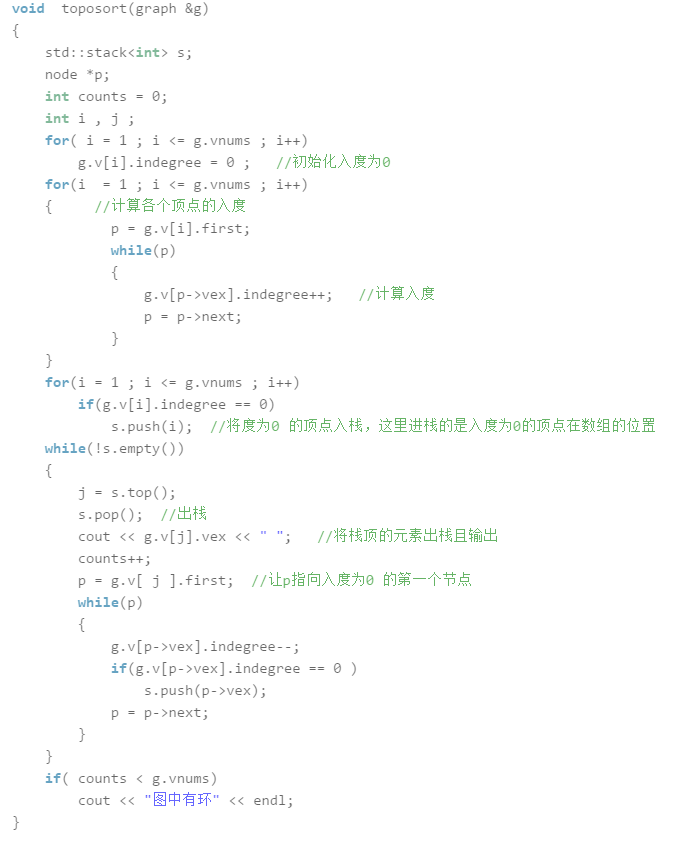 void  toposort(graph &g)
{
    std::stack<int> s;
    node *p;
    int counts = 0;
    int i , j ;
    for( i = 1 ; i <= g.vnums ; i++)
        g.v[i].indegree = 0 ;   //初始化入度为0
    for(i  = 1 ; i <= g.vnums ; i++)
    {     //计算各个顶点的入度
            p = g.v[i].first;
            while(p)
            {
                g.v[p->vex].indegree++;   //计算入度
                p = p->next;
            }
    }
    for(i = 1 ; i <= g.vnums ; i++)
        if(g.v[i].indegree == 0)
            s.push(i);  //将度为0 的顶点入栈，这里进栈的是入度为0的顶点在数组的位置
    while(!s.empty())
    {
        j = s.top();
        s.pop();  //出栈
        cout << g.v[j].vex << " ";   //将栈顶的元素出栈且输出
        counts++;
        p = g.v[ j ].first;  //让p指向入度为0 的第一个节点
        while(p)
        {
            g.v[p->vex].indegree--;
            if(g.v[p->vex].indegree == 0 )
                s.push(p->vex);
            p = p->next;
        }
    }
    if( counts < g.vnums)
        cout << "图中有环" << endl;
}